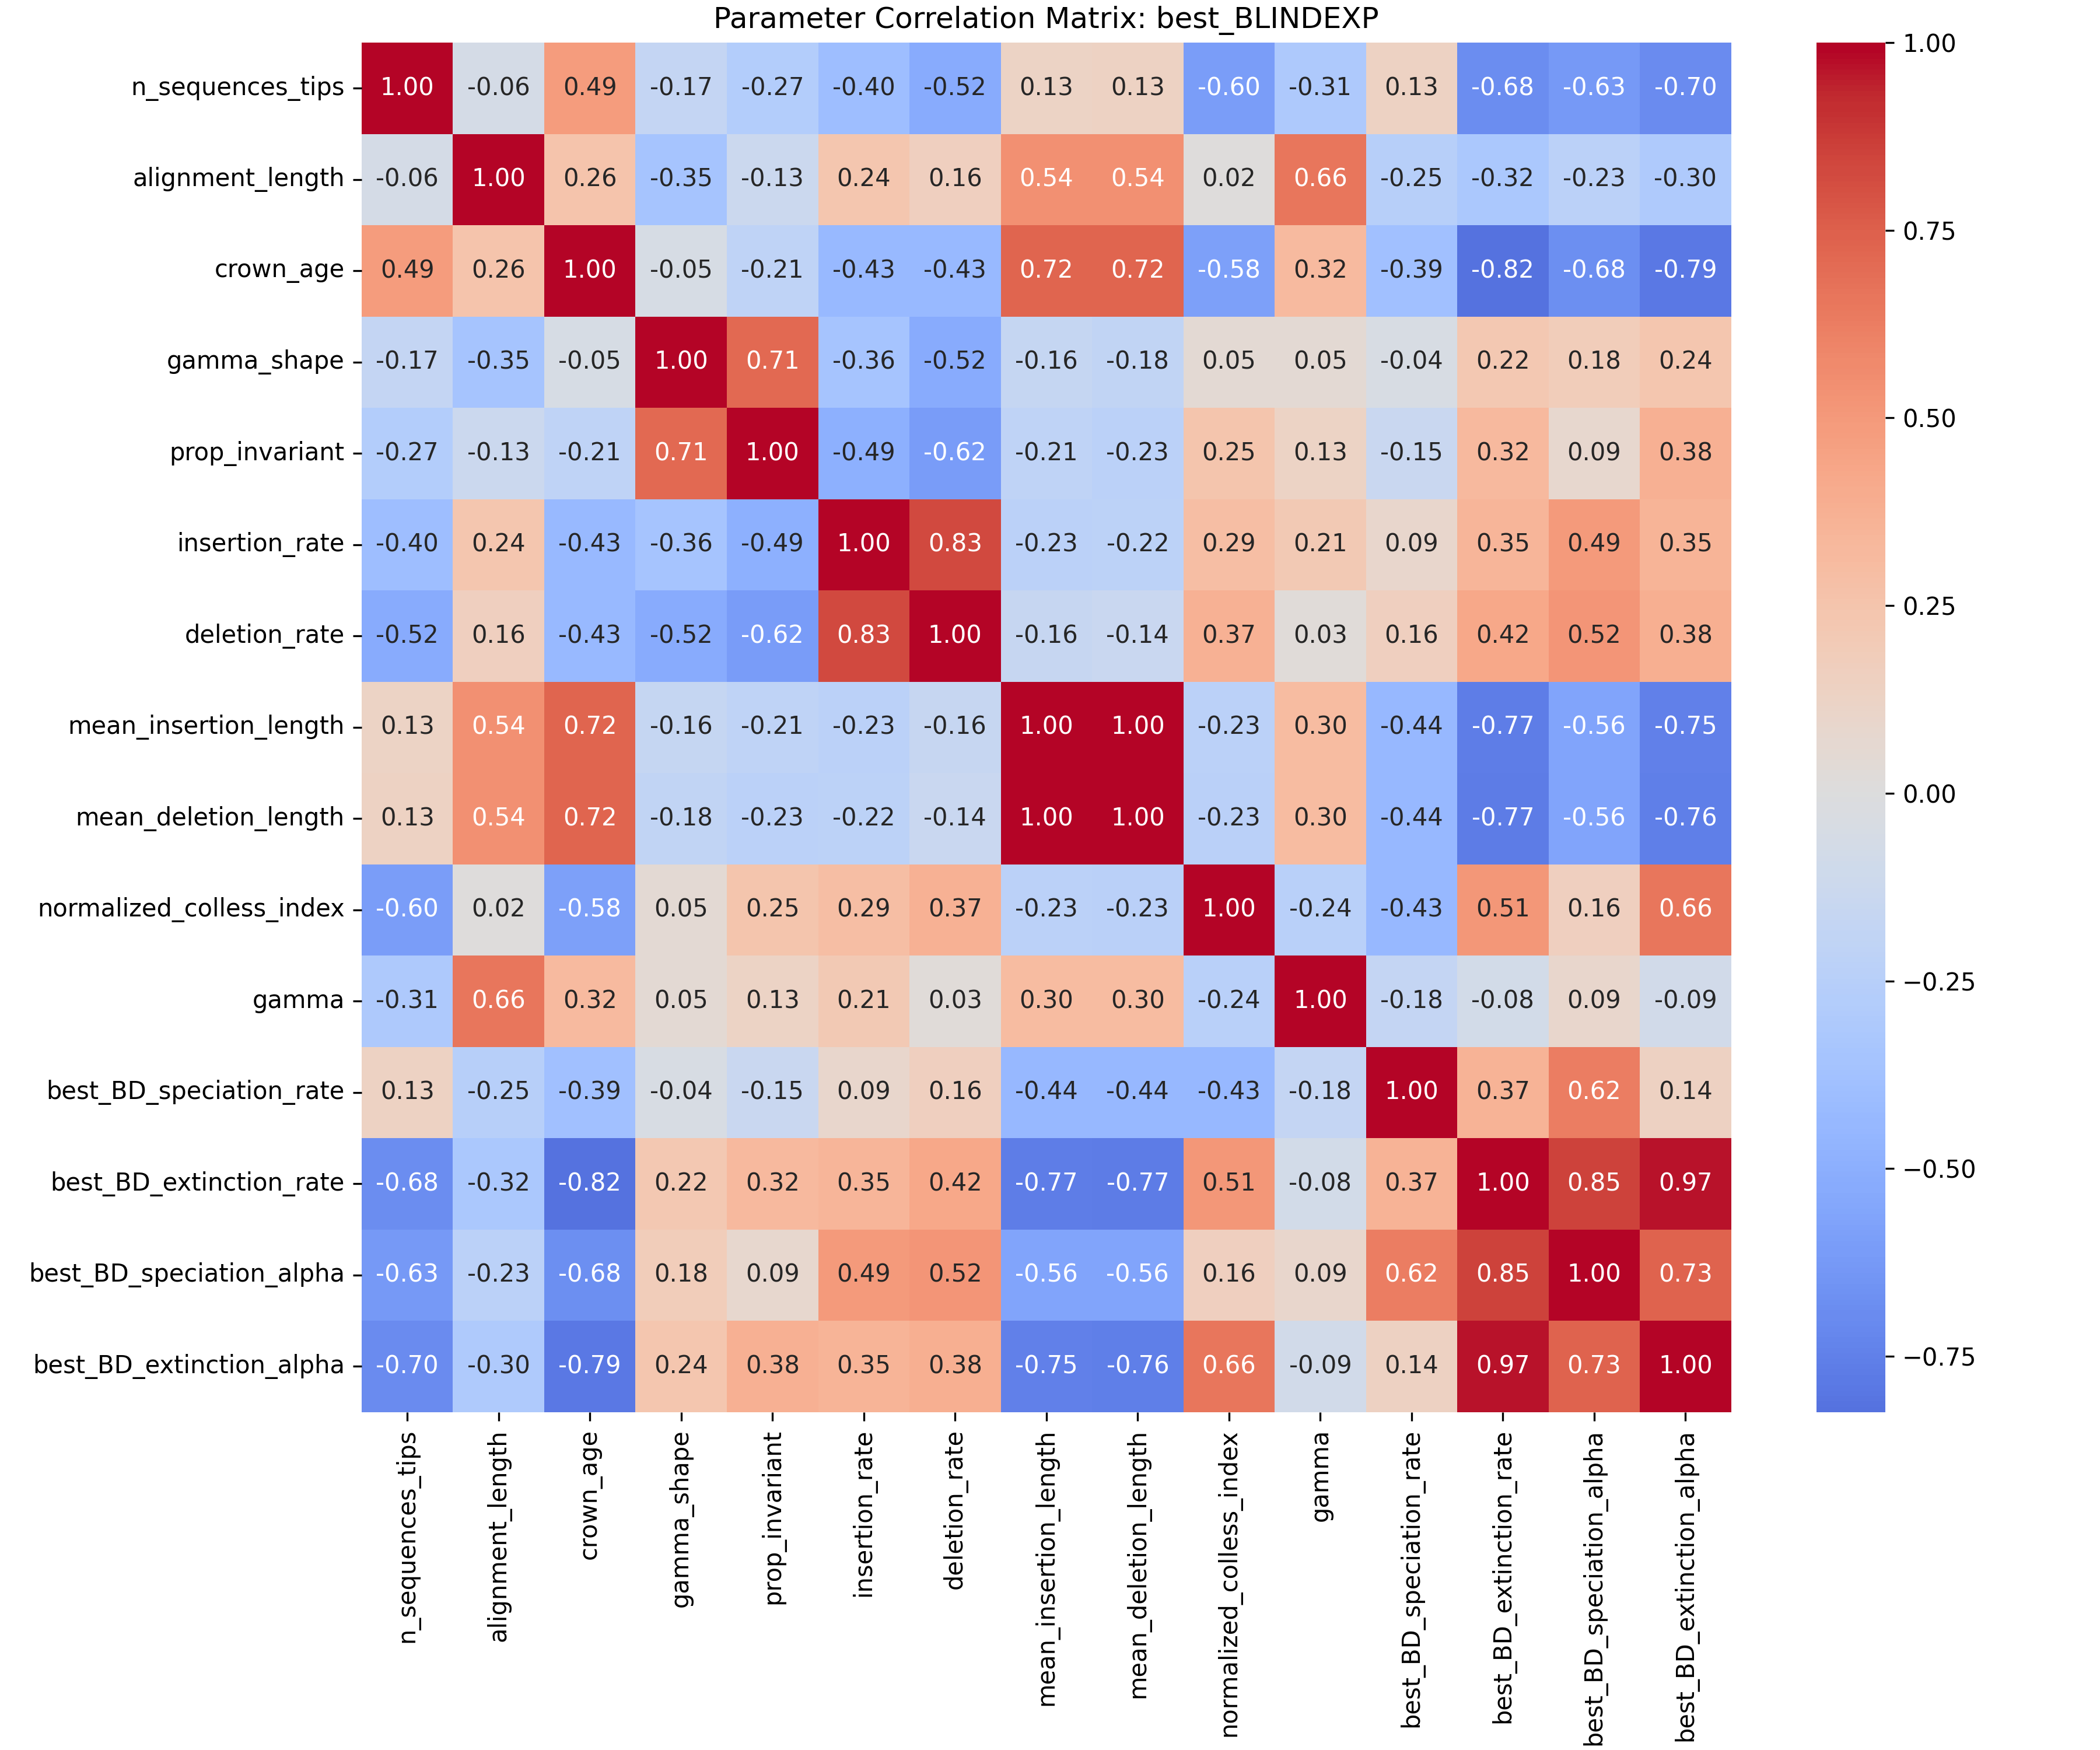 Parameter Correlation Matrix: best_BLINDEXP
n_sequences_tips 1.00 -0.06 0.49 -0.17 -0.27 -0.40 -0.52 0.13 0.13 -0.60 -0.31 0.13 -0.68 -0.63 -0.70
alignment_length -0.06 1.00 0.26 -0.35 -0.13 0.24 0.16 0.54 0.54 0.02 0.66 -0.25 -0.32 -0.23 -0.30
crown_age 0.49 0.26 1.00 -0.05 -0.21 -0.43 -0.43 0.72 0.72 -0.58 0.32 -0.39 -0.82 -0.68 -0.79
gamma_shape -0.17 -0.35 -0.05 1.00 0.71 -0.36 -0.52 -0.16 -0.18 0.05 0.05 -0.04 0.22 0.18 0.24
prop_invariant -0.27 -0.13 -0.21 0.71 1.00 -0.49 -0.62 -0.21 -0.23 0.25 0.13 -0.15 0.32 0.09 0.38
insertion_rate -0.40 0.24 -0.43 -0.36 -0.49 1.00 0.83 -0.23 -0.22 0.29 0.21 0.09 0.35 0.49 0.35
deletion_rate -0.52 0.16 -0.43 -0.52 -0.62 0.83 1.00 -0.16 -0.14 0.37 0.03 0.16 0.42 0.52 0.38
mean_insertion_length 0.13 0.54 0.72 -0.16 -0.21 -0.23 -0.16 1.00 1.00 -0.23 0.30 -0.44 -0.77 -0.56 -0.75
mean_deletion_length 0.13 0.54 0.72 -0.18 -0.23 -0.22 -0.14 1.00 1.00 -0.23 0.30 -0.44 -0.77 -0.56 -0.76
normalized_colless_index -0.60 0.02 -0.58 0.05 0.25 0.29 0.37 -0.23 -0.23 1.00 -0.24 -0.43 0.51 0.16 0.66
gamma -0.31 0.66 0.32 0.05 0.13 0.21 0.03 0.30 0.30 -0.24 1.00 -0.18 -0.08 0.09 -0.09
best_BD_speciation_rate 0.13 -0.25 -0.39 -0.04 -0.15 0.09 0.16 -0.44 -0.44 -0.43 -0.18 1.00 0.37 0.62 0.14
best_BD_extinction_rate -0.68 -0.32 -0.82 0.22 0.32 0.35 0.42 -0.77 -0.77 0.51 -0.08 0.37 1.00 0.85 0.97
best_BD_speciation_alpha -0.63 -0.23 -0.68 0.18 0.09 0.49 0.52 -0.56 -0.56 0.16 0.09 0.62 0.85 1.00 0.73
best_BD_extinction_alpha -0.70 -0.30 -0.79 0.24 0.38 0.35 0.38 -0.75 -0.76 0.66 -0.09 0.14 0.97 0.73 1.00
n_sequences_tips
alignment_length
crown_age
gamma_shape
prop_invariant
insertion_rate
deletion_rate
mean_insertion_length
mean_deletion_length
normalized_colless_index
gamma
best_BD_speciation_rate
best_BD_extinction_rate
best_BD_speciation_alpha
best_BD_extinction_alpha
1.00
0.75
0.50
0.25
0.00
−0.25
−0.50
−0.75